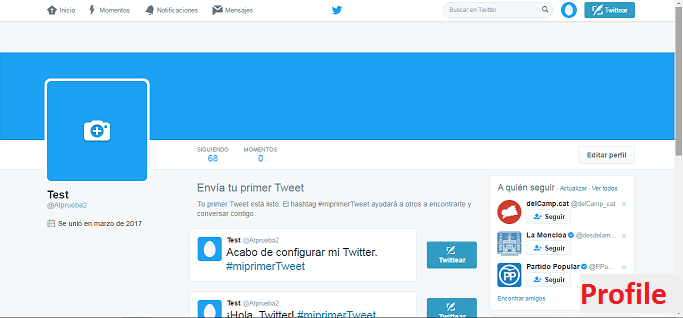 Inicio Momentos Notificaciones Mensajes Buscar en Twitter Twittear
SIGUIENDO MOMENTOS
68 0
Editar perfil
Test
@Atprueba2
Se unió en marzo de 2017
Envía tu primer Tweet
Tu primer Tweet está listo. El hashtag #miprimerTweet ayudará a otros a encontrarte y
conversar contigo.
Test @Atprueba2
Acabo de configurar mi Twitter.
#miprimerTweet
Twittear
Test @Atprueba2
¡Hola, Twitter! #miprimerTweet
Twittear
A quién seguir · Actualizar · Ver todos
delCamp.cat @delCamp_cat
Seguir
La Moncloa @desdelam...
Seguir
Partido Popular @PPo...
PP
Seguir
Encontrar amigos
Profile